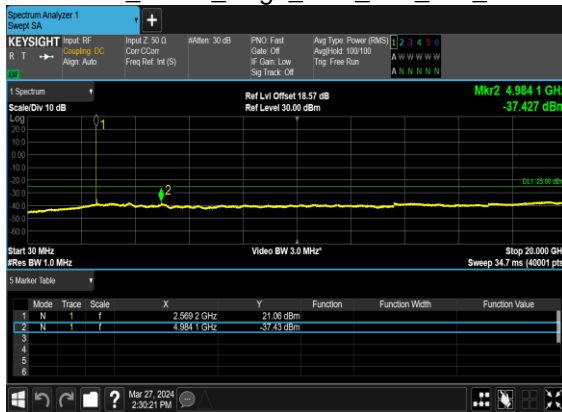 Spectrum Analyzer 1
Swept SA
+
KEYSIGHT Input: RF Input Z: 50 Ω #Atten: 30 dB PNO: Fast Avg Type: Power (RMS) 1 2 3 4 5 6
R T Coupling: DC Corr CCorr Gate: Off Avg|Hold: 100/100 A W W W W W
Align: Auto Freq Ref: Int (S) IF Gain: Low Trig: Free Run
LXI Sig Track: Off A N N N N N
1 Spectrum Ref Lvl Offset 18.57 dB Mkr2 4.984 1 GHz
Scale/Div 10 dB Ref Level 30.00 dBm -37.427 dBm
Log
20.0 1
10.0
0.00
-10.0
-20.0 2 DL1 -25.00 dBm
-30.0
-40.0
-50.0
-60.0
Start 30 MHz Video BW 3.0 MHz* Stop 20.000 GH
#Res BW 1.0 MHz Sweep 34.7 ms (40001 pts
5 Marker Table
Mode Trace Scale X Y Function Function Width Function Value
1 N 1 f 2.569 2 GHz 21.06 dBm
2 N 1 f 4.984 1 GHz -37.43 dBm
3
4
5
6
? Mar 27, 2024
2:30:21 PM